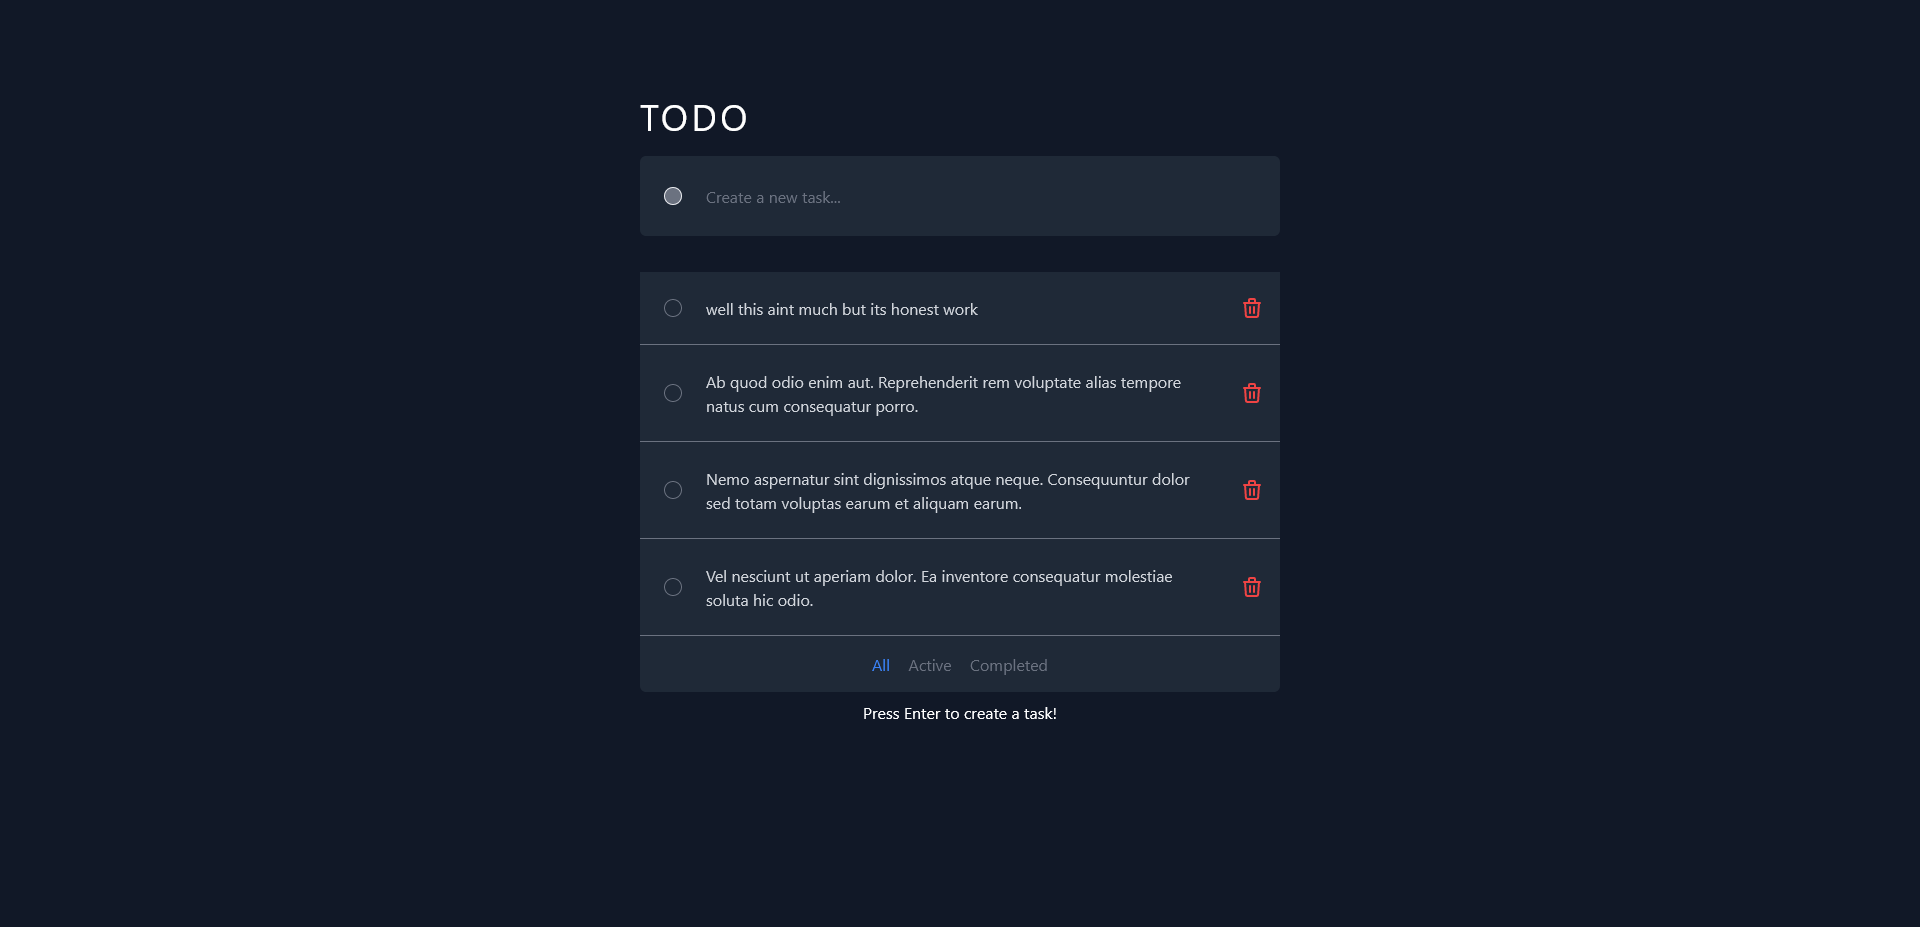 TODO
Create a new task...
well this aint much but its honest work
Ab quod odio enim aut. Reprehenderit rem voluptate alias tempore
natus cum consequatur porro.
Nemo aspernatur sint dignissimos atque neque. Consequuntur dolor
sed totam voluptas earum et aliquam earum.
Vel nesciunt ut aperiam dolor. Ea inventore consequatur molestiae
soluta hic odio.
All Active Completed
Press Enter to create a task!